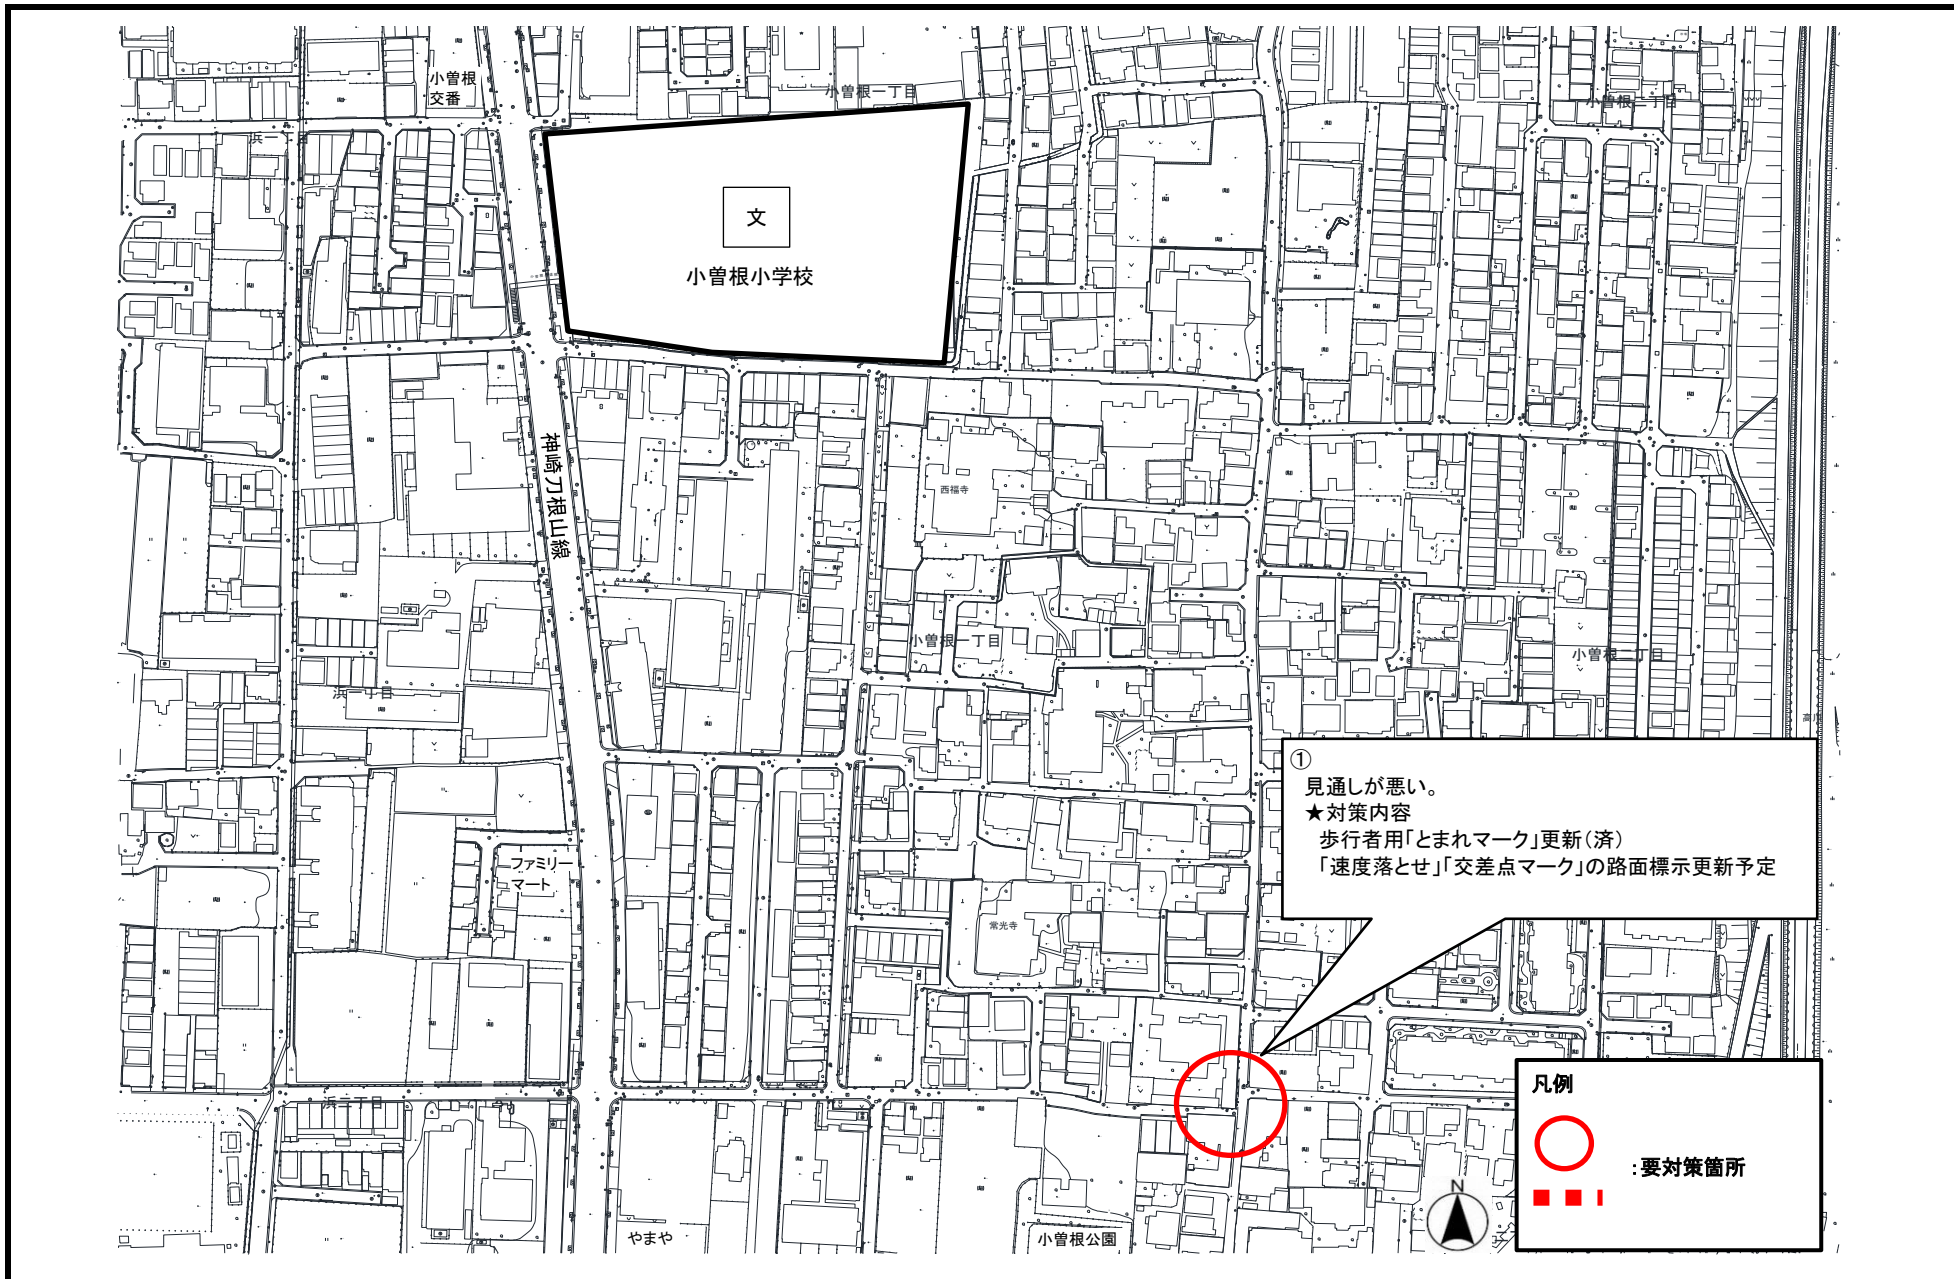 小曽根
交番
小曽根一丁目
小曽根二丁目
浜一丁目
文
小曽根小学校
神崎刀根山線
西福寺
小曽根一丁目
小曽根二丁目
浜一丁目
高川
①
見通しが悪い。
★対策内容
歩行者用「とまれマーク」更新(済)
「速度落とせ」「交差点マーク」の路面標示更新予定
ファミリー
マート
常光寺
浜二丁目
凡例
:要対策箇所
N
やまや
小曽根公園